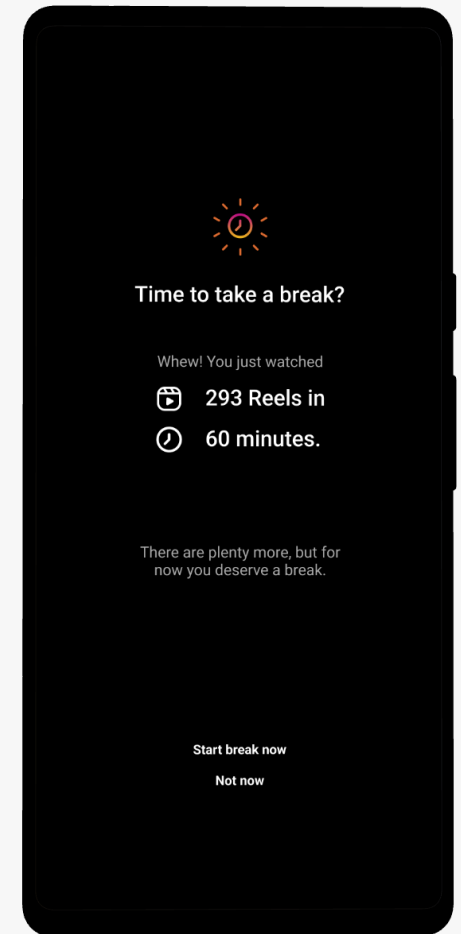 Time to take a break?
Whew! You just watched
293 Reels in
60 minutes.
There are plenty more, but for
now you deserve a break.
Start break now
Not now